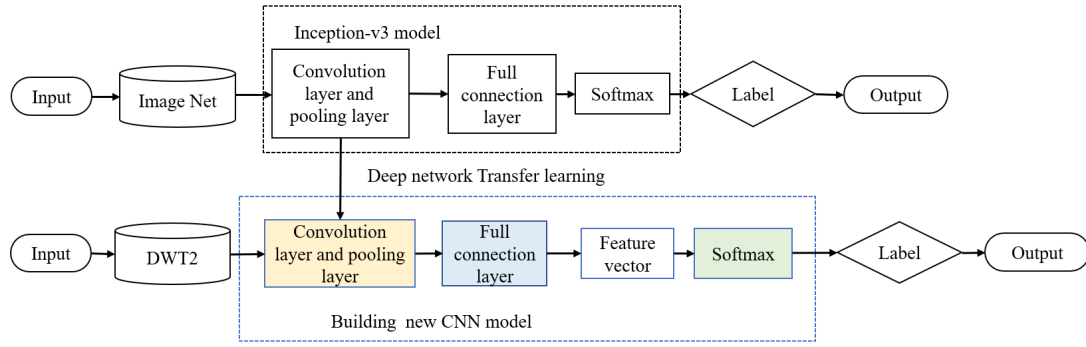 Inception-v3 model
Input
Image Net
Convolution
layer and
pooling layer
Full
connection
layer
Softmax
Label
Output
Deep network Transfer learning
Input
DWT2
Convolution
layer and pooling
layer
Full
connection
layer
Feature
vector
Softmax
Label
Output
Building new CNN model